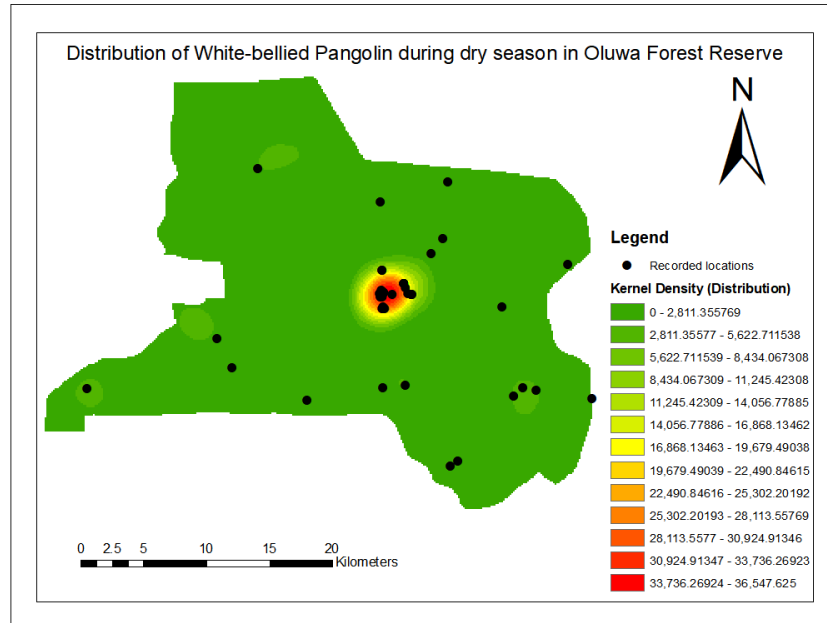 Distribution of White-bellied Pangolin during dry season in Oluwa Forest Reserve
N
Legend
Recorded locations
Kernel Density (Distribution)
0 - 2,811.355769
2,811.35577 - 5,622.711538
5,622.711539 - 8,434.067308
8,434.067309 - 11,245.42308
11,245.42309 - 14,056.77885
14,056.77886 - 16,868.13462
16,868.13463 - 19,679.49038
19,679.49039 - 22,490.84615
22,490.84616 - 25,302.20192
25,302.20193 - 28,113.55769
28,113.5577 - 30,924.91346
30,924.91347 - 33,736.26923
33,736.26924 - 36,547.625
0 2.5 5 10 15 20
Kilometers